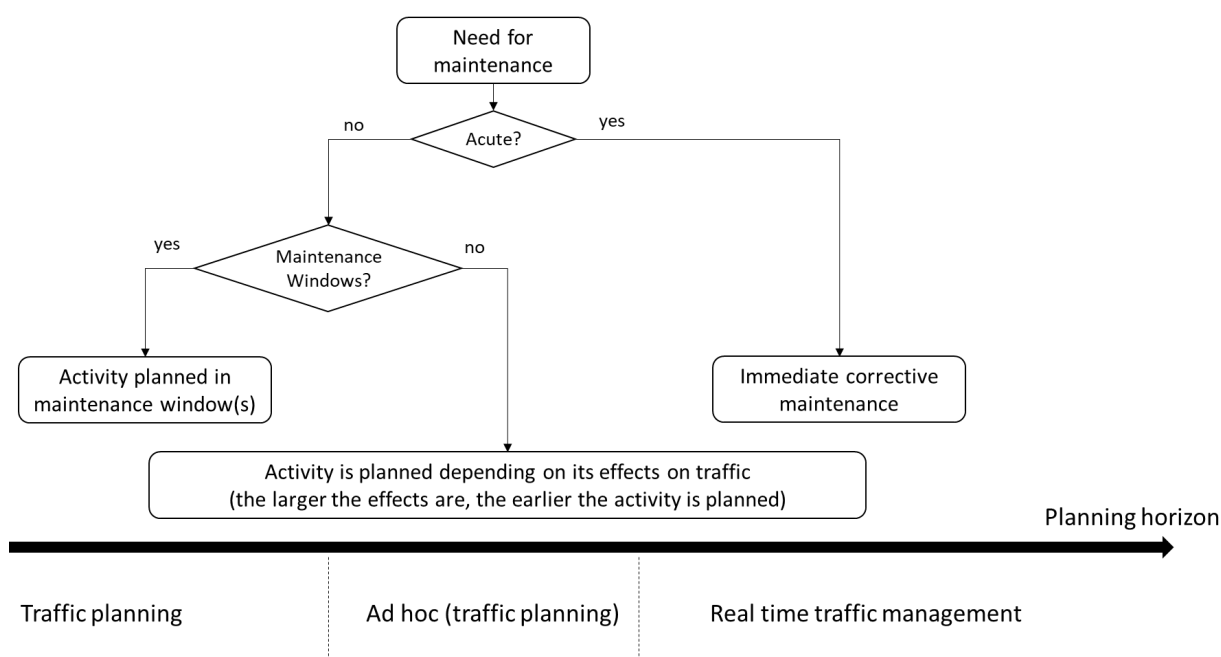 Need for
maintenance
Acute?
no
yes
Maintenance
Windows?
yes
no
Activity planned in
maintenance window(s)
Immediate corrective
maintenance
Activity is planned depending on its effects on traffic
(the larger the effects are, the earlier the activity is planned)
Planning horizon
Traffic planning
Ad hoc (traffic planning)
Real time traffic management